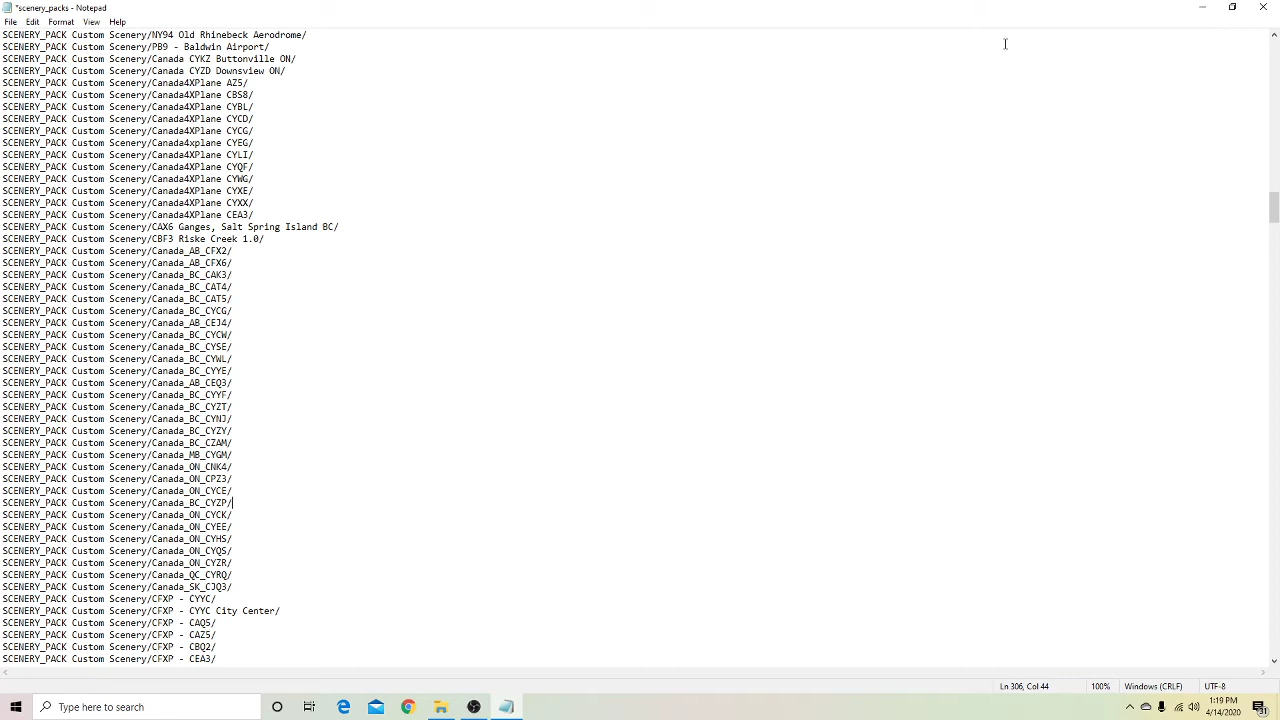 *scenery_packs - Notepad
File Edit Format View Help
SCENERY_PACK Custom Scenery/NY94 Old Rhinebeck Aerodrome/
SCENERY_PACK Custom Scenery/PB9 - Baldwin Airport/
SCENERY_PACK Custom Scenery/Canada CYKZ Buttonville ON/
SCENERY_PACK Custom Scenery/Canada CYZD Downsview ON/
SCENERY_PACK Custom Scenery/Canada4XPlane AZ5/
SCENERY_PACK Custom Scenery/Canada4XPlane CBS8/
SCENERY_PACK Custom Scenery/Canada4XPlane CYBL/
SCENERY_PACK Custom Scenery/Canada4XPlane CYCD/
SCENERY_PACK Custom Scenery/Canada4XPlane CYCG/
SCENERY_PACK Custom Scenery/Canada4xplane CYEG/
SCENERY_PACK Custom Scenery/Canada4XPlane CYLI/
SCENERY_PACK Custom Scenery/Canada4XPlane CYQF/
SCENERY_PACK Custom Scenery/Canada4XPlane CYWG/
SCENERY_PACK Custom Scenery/Canada4XPlane CYXE/
SCENERY_PACK Custom Scenery/Canada4XPlane CYXX/
SCENERY_PACK Custom Scenery/Canada4XPlane CEA3/
SCENERY_PACK Custom Scenery/CAX6 Ganges, Salt Spring Island BC/
SCENERY_PACK Custom Scenery/CBF3 Riske Creek 1.0/
SCENERY_PACK Custom Scenery/Canada_AB_CFX2/
SCENERY_PACK Custom Scenery/Canada_AB_CFX6/
SCENERY_PACK Custom Scenery/Canada_BC_CAK3/
SCENERY_PACK Custom Scenery/Canada_BC_CAT4/
SCENERY_PACK Custom Scenery/Canada_BC_CAT5/
SCENERY_PACK Custom Scenery/Canada_BC_CYCG/
SCENERY_PACK Custom Scenery/Canada_AB_CEJ4/
SCENERY_PACK Custom Scenery/Canada_BC_CYCW/
SCENERY_PACK Custom Scenery/Canada_BC_CYSE/
SCENERY_PACK Custom Scenery/Canada_BC_CYWL/
SCENERY_PACK Custom Scenery/Canada_BC_CYYE/
SCENERY_PACK Custom Scenery/Canada_AB_CEQ3/
SCENERY_PACK Custom Scenery/Canada_BC_CYYF/
SCENERY_PACK Custom Scenery/Canada_BC_CYZT/
SCENERY_PACK Custom Scenery/Canada_BC_CYNJ/
SCENERY_PACK Custom Scenery/Canada_BC_CYZY/
SCENERY_PACK Custom Scenery/Canada_BC_CZAM/
SCENERY_PACK Custom Scenery/Canada_MB_CYGM/
SCENERY_PACK Custom Scenery/Canada_ON_CNK4/
SCENERY_PACK Custom Scenery/Canada_ON_CPZ3/
SCENERY_PACK Custom Scenery/Canada_ON_CYCE/
SCENERY_PACK Custom Scenery/Canada_BC_CYZP/
SCENERY_PACK Custom Scenery/Canada_ON_CYCK/
SCENERY_PACK Custom Scenery/Canada_ON_CYEE/
SCENERY_PACK Custom Scenery/Canada_ON_CYHS/
SCENERY_PACK Custom Scenery/Canada_ON_CYQS/
SCENERY_PACK Custom Scenery/Canada_ON_CYZR/
SCENERY_PACK Custom Scenery/Canada_QC_CYRQ/
SCENERY_PACK Custom Scenery/Canada_SK_CJQ3/
SCENERY_PACK Custom Scenery/CFXP - CYYC/
SCENERY_PACK Custom Scenery/CFXP - CYYC City Center/
SCENERY_PACK Custom Scenery/CFXP - CAQ5/
SCENERY_PACK Custom Scenery/CFXP - CAZ5/
SCENERY_PACK Custom Scenery/CFXP - CBQ2/
SCENERY_PACK Custom Scenery/CFXP - CEA3/
Ln 306, Col 44 100% Windows (CRLF) UTF-8
Type here to search
1:19 PM
4/14/2020
31